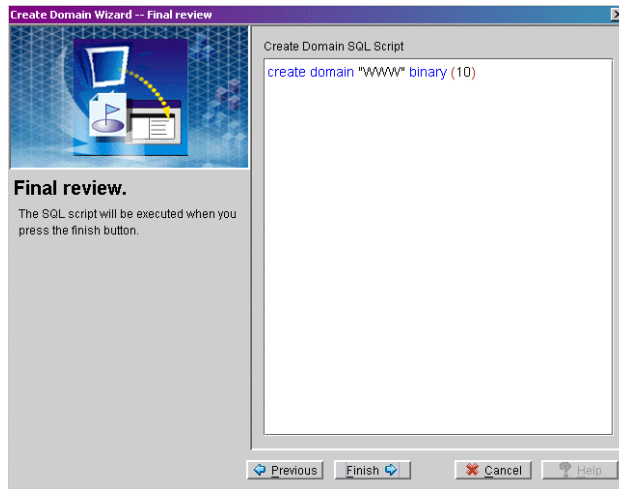 Create Domain Wizard -- Final review
Create Domain SQL Script
create domain "WWW" binary (10)
Final review.
The SQL script will be executed when you
press the finish button.
Previous
Finish
Cancel
Help